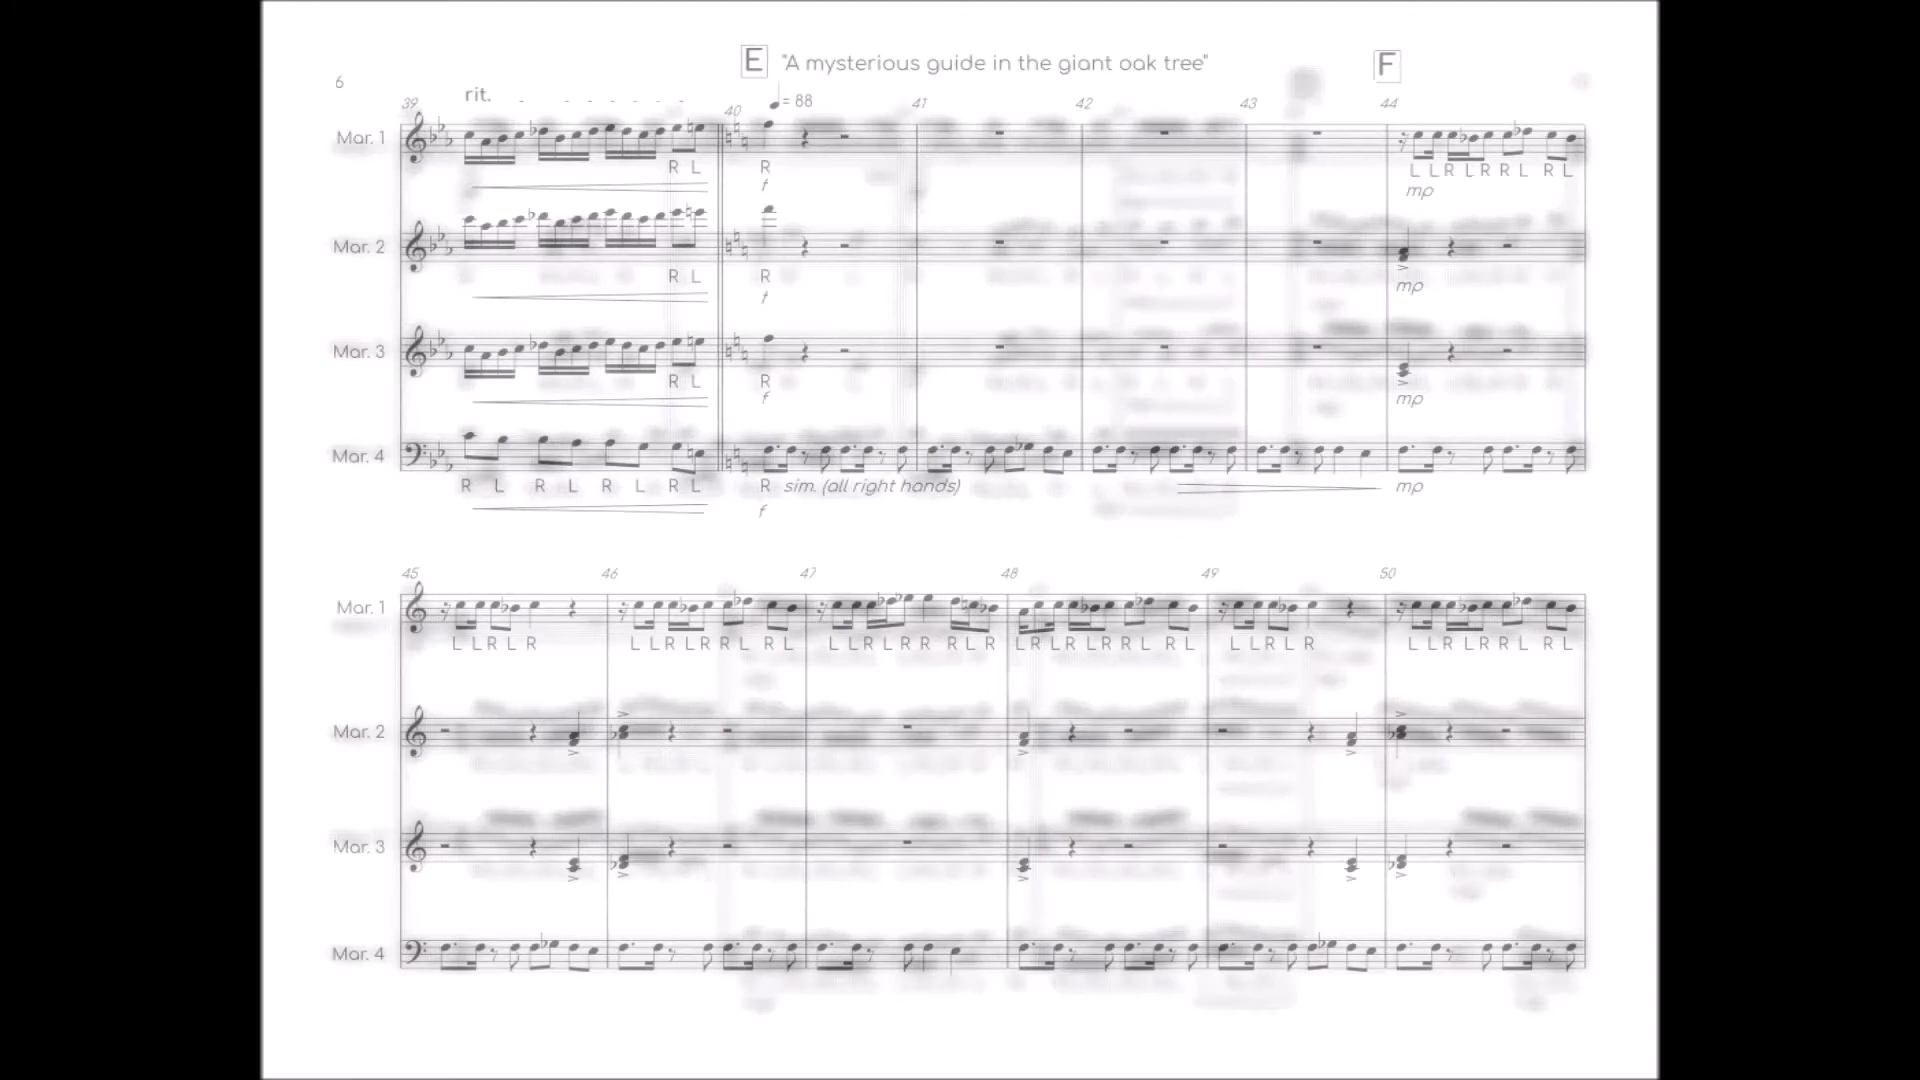 E "A mysterious guide in the giant oak tree" F
6
rit. = 88
39 40 41 42 43 44
Mar. 1
R L R L L R L R R L R L
f mp
Mar. 2
R L R
f mp
Mar. 3
R L R
f mp
Mar. 4
R L R L R L R L R sim. (all right hands) mp
f
45 46 47 48 49 50
Mar. 1
L L R L R L L R L R R L R L L L R L R R R L R L R L R L R R L R L L L R L R L L R L R R L R L
Mar. 2
Mar. 3
Mar. 4